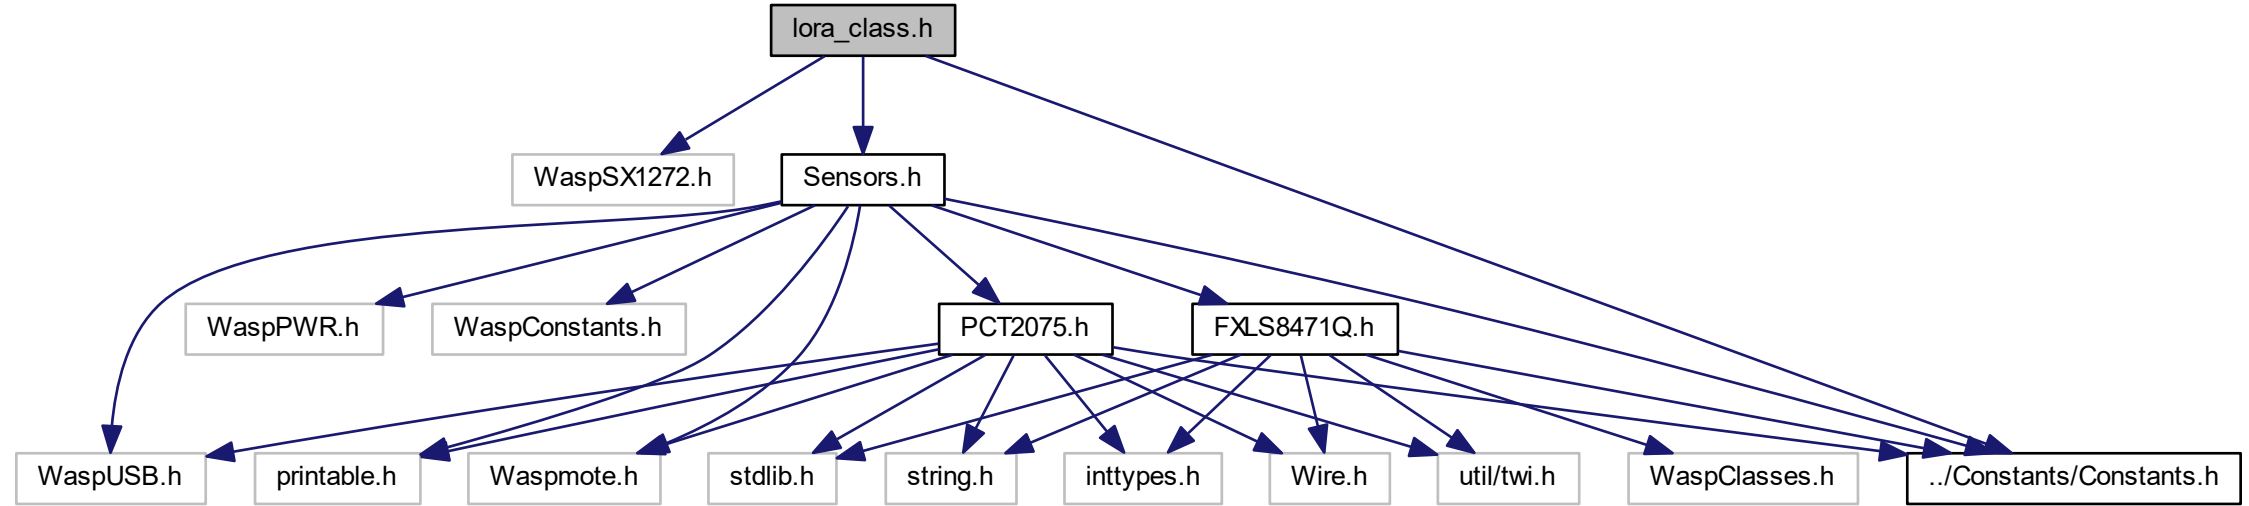 lora_class.h
WaspSX1272.h
Sensors.h
WaspPWR.h
WaspConstants.h
PCT2075.h
FXLS8471Q.h
WaspUSB.h
printable.h
Waspmote.h
stdlib.h
string.h
inttypes.h
Wire.h
util/twi.h
WaspClasses.h
../Constants/Constants.h